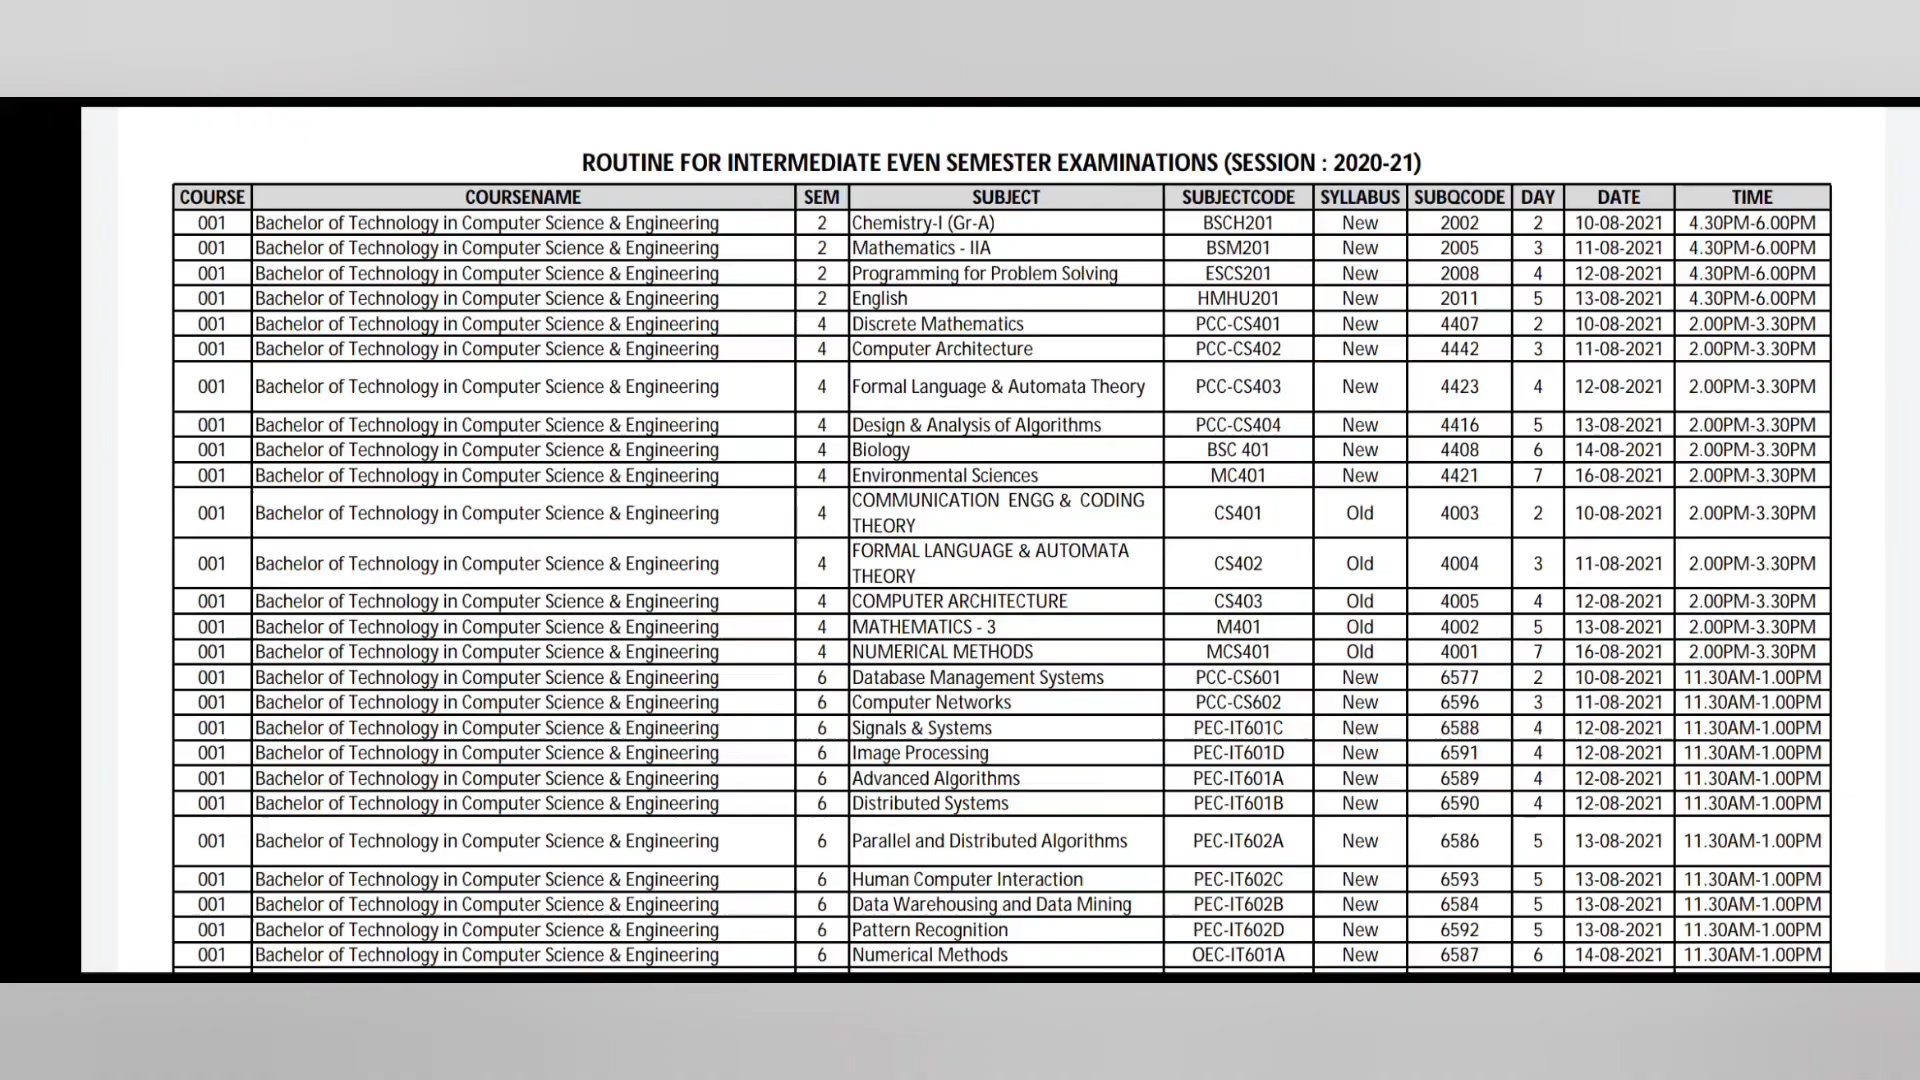 ROUTINE FOR INTERMEDIATE EVEN SEMESTER EXAMINATIONS (SESSION : 2020-21)
COURSE COURSENAME SEM SUBJECT SUBJECTCODE SYLLABUS SUBQCODE DAY DATE TIME
001 Bachelor of Technology in Computer Science & Engineering 2 Chemistry-I (Gr-A) BSCH201 New 2002 2 10-08-2021 4.30PM-6.00PM
001 Bachelor of Technology in Computer Science & Engineering 2 Mathematics - IIA BSM201 New 2005 3 11-08-2021 4.30PM-6.00PM
001 Bachelor of Technology in Computer Science & Engineering 2 Programming for Problem Solving ESCS201 New 2008 4 12-08-2021 4.30PM-6.00PM
001 Bachelor of Technology in Computer Science & Engineering 2 English HMHU201 New 2011 5 13-08-2021 4.30PM-6.00PM
001 Bachelor of Technology in Computer Science & Engineering 4 Discrete Mathematics PCC-CS401 New 4407 2 10-08-2021 2.00PM-3.30PM
001 Bachelor of Technology in Computer Science & Engineering 4 Computer Architecture PCC-CS402 New 4442 3 11-08-2021 2.00PM-3.30PM
001 Bachelor of Technology in Computer Science & Engineering 4 Formal Language & Automata Theory PCC-CS403 New 4423 4 12-08-2021 2.00PM-3.30PM
001 Bachelor of Technology in Computer Science & Engineering 4 Design & Analysis of Algorithms PCC-CS404 New 4416 5 13-08-2021 2.00PM-3.30PM
001 Bachelor of Technology in Computer Science & Engineering 4 Biology BSC 401 New 4408 6 14-08-2021 2.00PM-3.30PM
001 Bachelor of Technology in Computer Science & Engineering 4 Environmental Sciences MC401 New 4421 7 16-08-2021 2.00PM-3.30PM
001 Bachelor of Technology in Computer Science & Engineering 4 COMMUNICATION ENGG & CODING
THEORY CS401 Old 4003 2 10-08-2021 2.00PM-3.30PM
001 Bachelor of Technology in Computer Science & Engineering 4 FORMAL LANGUAGE & AUTOMATA
THEORY CS402 Old 4004 3 11-08-2021 2.00PM-3.30PM
001 Bachelor of Technology in Computer Science & Engineering 4 COMPUTER ARCHITECTURE CS403 Old 4005 4 12-08-2021 2.00PM-3.30PM
001 Bachelor of Technology in Computer Science & Engineering 4 MATHEMATICS - 3 M401 Old 4002 5 13-08-2021 2.00PM-3.30PM
001 Bachelor of Technology in Computer Science & Engineering 4 NUMERICAL METHODS MCS401 Old 4001 7 16-08-2021 2.00PM-3.30PM
001 Bachelor of Technology in Computer Science & Engineering 6 Database Management Systems PCC-CS601 New 6577 2 10-08-2021 11.30AM-1.00PM
001 Bachelor of Technology in Computer Science & Engineering 6 Computer Networks PCC-CS602 New 6596 3 11-08-2021 11.30AM-1.00PM
001 Bachelor of Technology in Computer Science & Engineering 6 Signals & Systems PEC-IT601C New 6588 4 12-08-2021 11.30AM-1.00PM
001 Bachelor of Technology in Computer Science & Engineering 6 Image Processing PEC-IT601D New 6591 4 12-08-2021 11.30AM-1.00PM
001 Bachelor of Technology in Computer Science & Engineering 6 Advanced Algorithms PEC-IT601A New 6589 4 12-08-2021 11.30AM-1.00PM
001 Bachelor of Technology in Computer Science & Engineering 6 Distributed Systems PEC-IT601B New 6590 4 12-08-2021 11.30AM-1.00PM
001 Bachelor of Technology in Computer Science & Engineering 6 Parallel and Distributed Algorithms PEC-IT602A New 6586 5 13-08-2021 11.30AM-1.00PM
001 Bachelor of Technology in Computer Science & Engineering 6 Human Computer Interaction PEC-IT602C New 6593 5 13-08-2021 11.30AM-1.00PM
001 Bachelor of Technology in Computer Science & Engineering 6 Data Warehousing and Data Mining PEC-IT602B New 6584 5 13-08-2021 11.30AM-1.00PM
001 Bachelor of Technology in Computer Science & Engineering 6 Pattern Recognition PEC-IT602D New 6592 5 13-08-2021 11.30AM-1.00PM
001 Bachelor of Technology in Computer Science & Engineering 6 Numerical Methods OEC-IT601A New 6587 6 14-08-2021 11.30AM-1.00PM